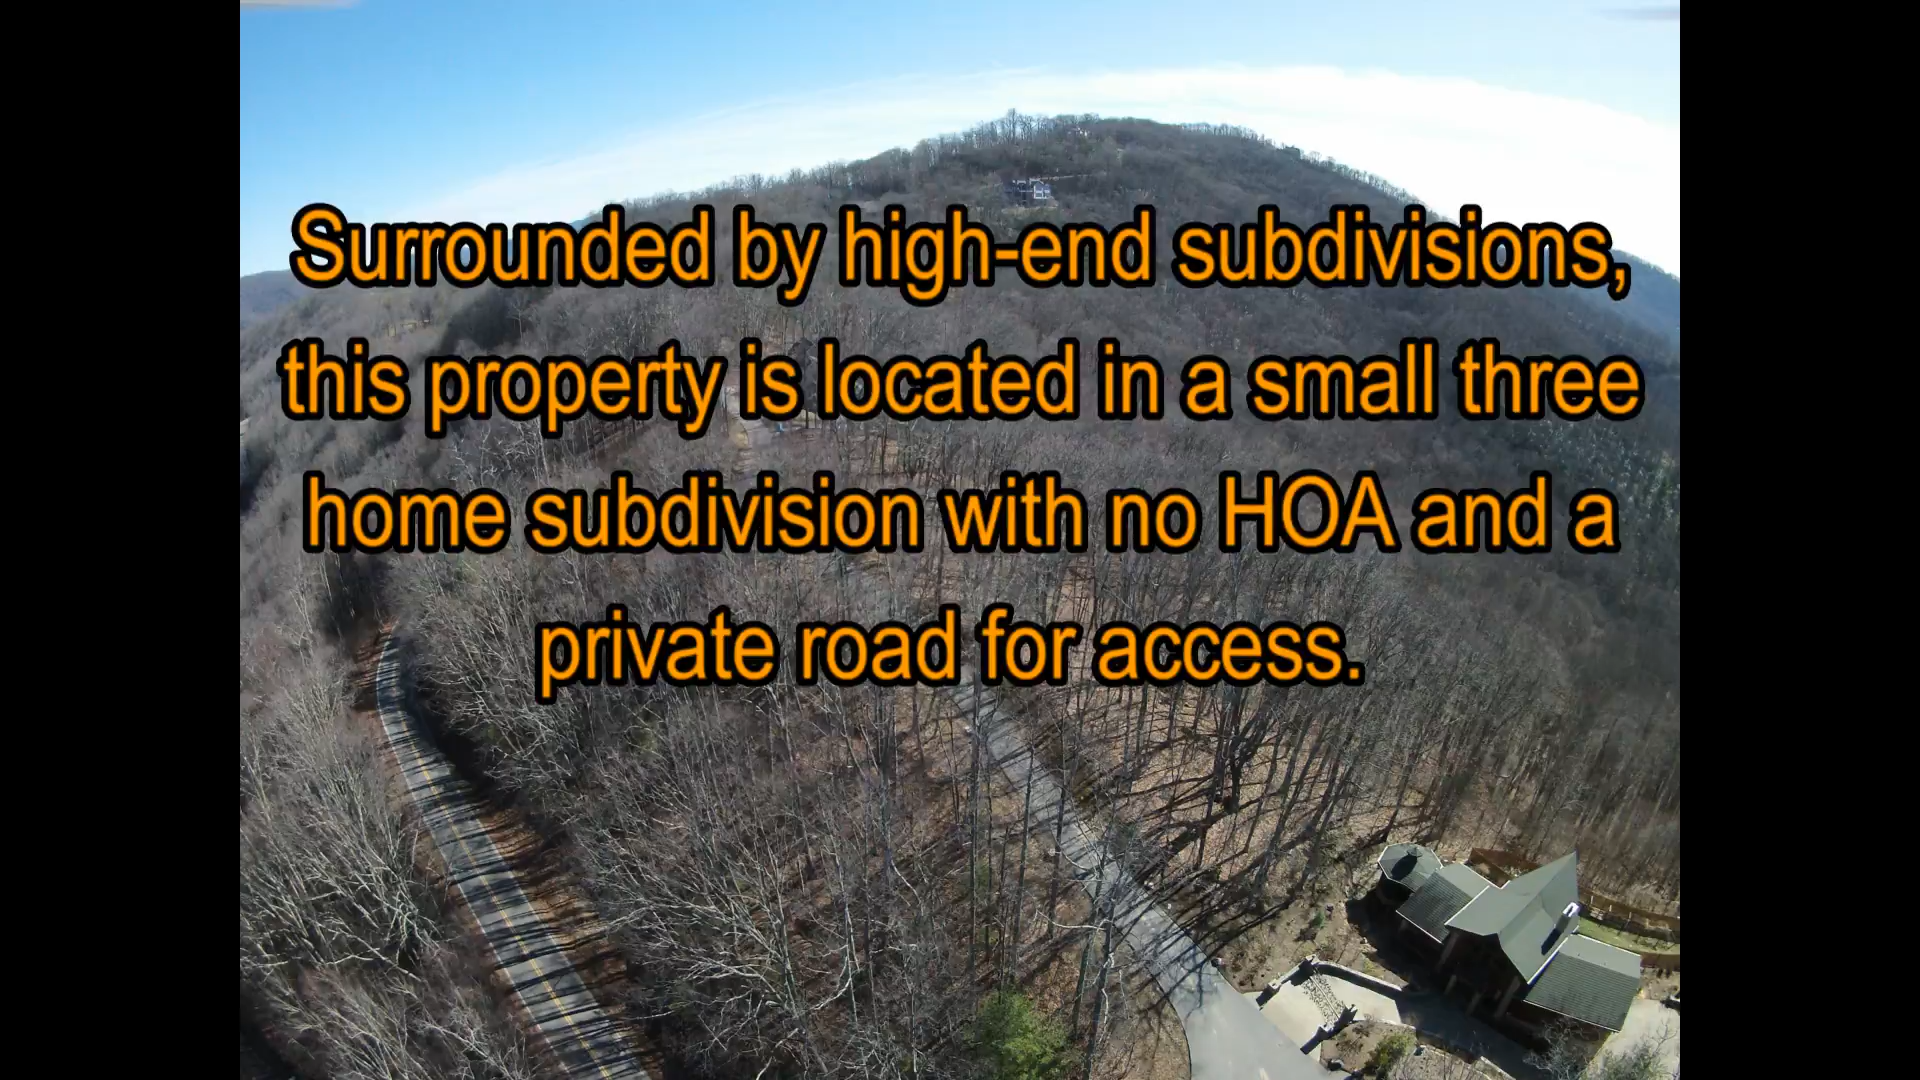 Surrounded by high-end subdivisions,
this property is located in a small three
home subdivision with no HOA and a
private road for access.